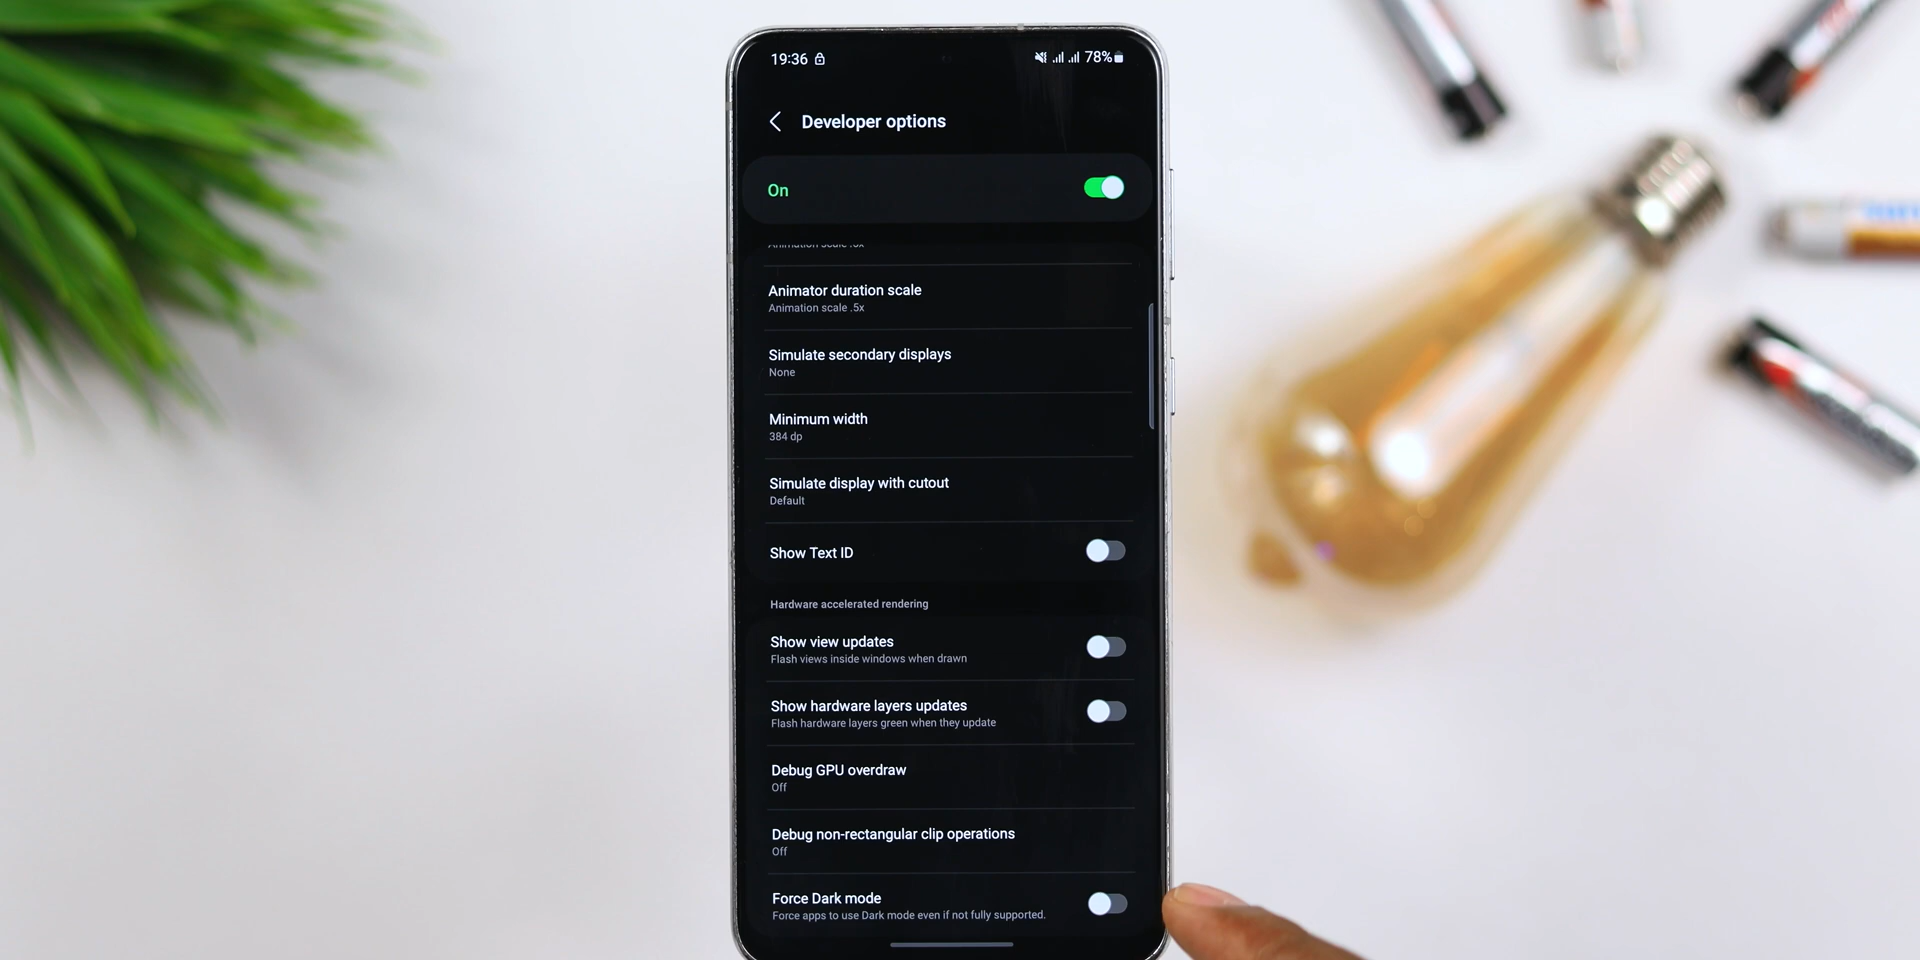 19:36
78%
Developer options
On
Animation scale .5x
Animator duration scale
Animation scale .5x
Simulate secondary displays
None
Minimum width
384 dp
Simulate display with cutout
Default
Show Text ID
Hardware accelerated rendering
Show view updates
Flash views inside windows when drawn
Show hardware layers updates
Flash hardware layers green when they update
Debug GPU overdraw
Off
Debug non-rectangular clip operations
Off
Force Dark mode
Force apps to use Dark mode even if not fully supported.